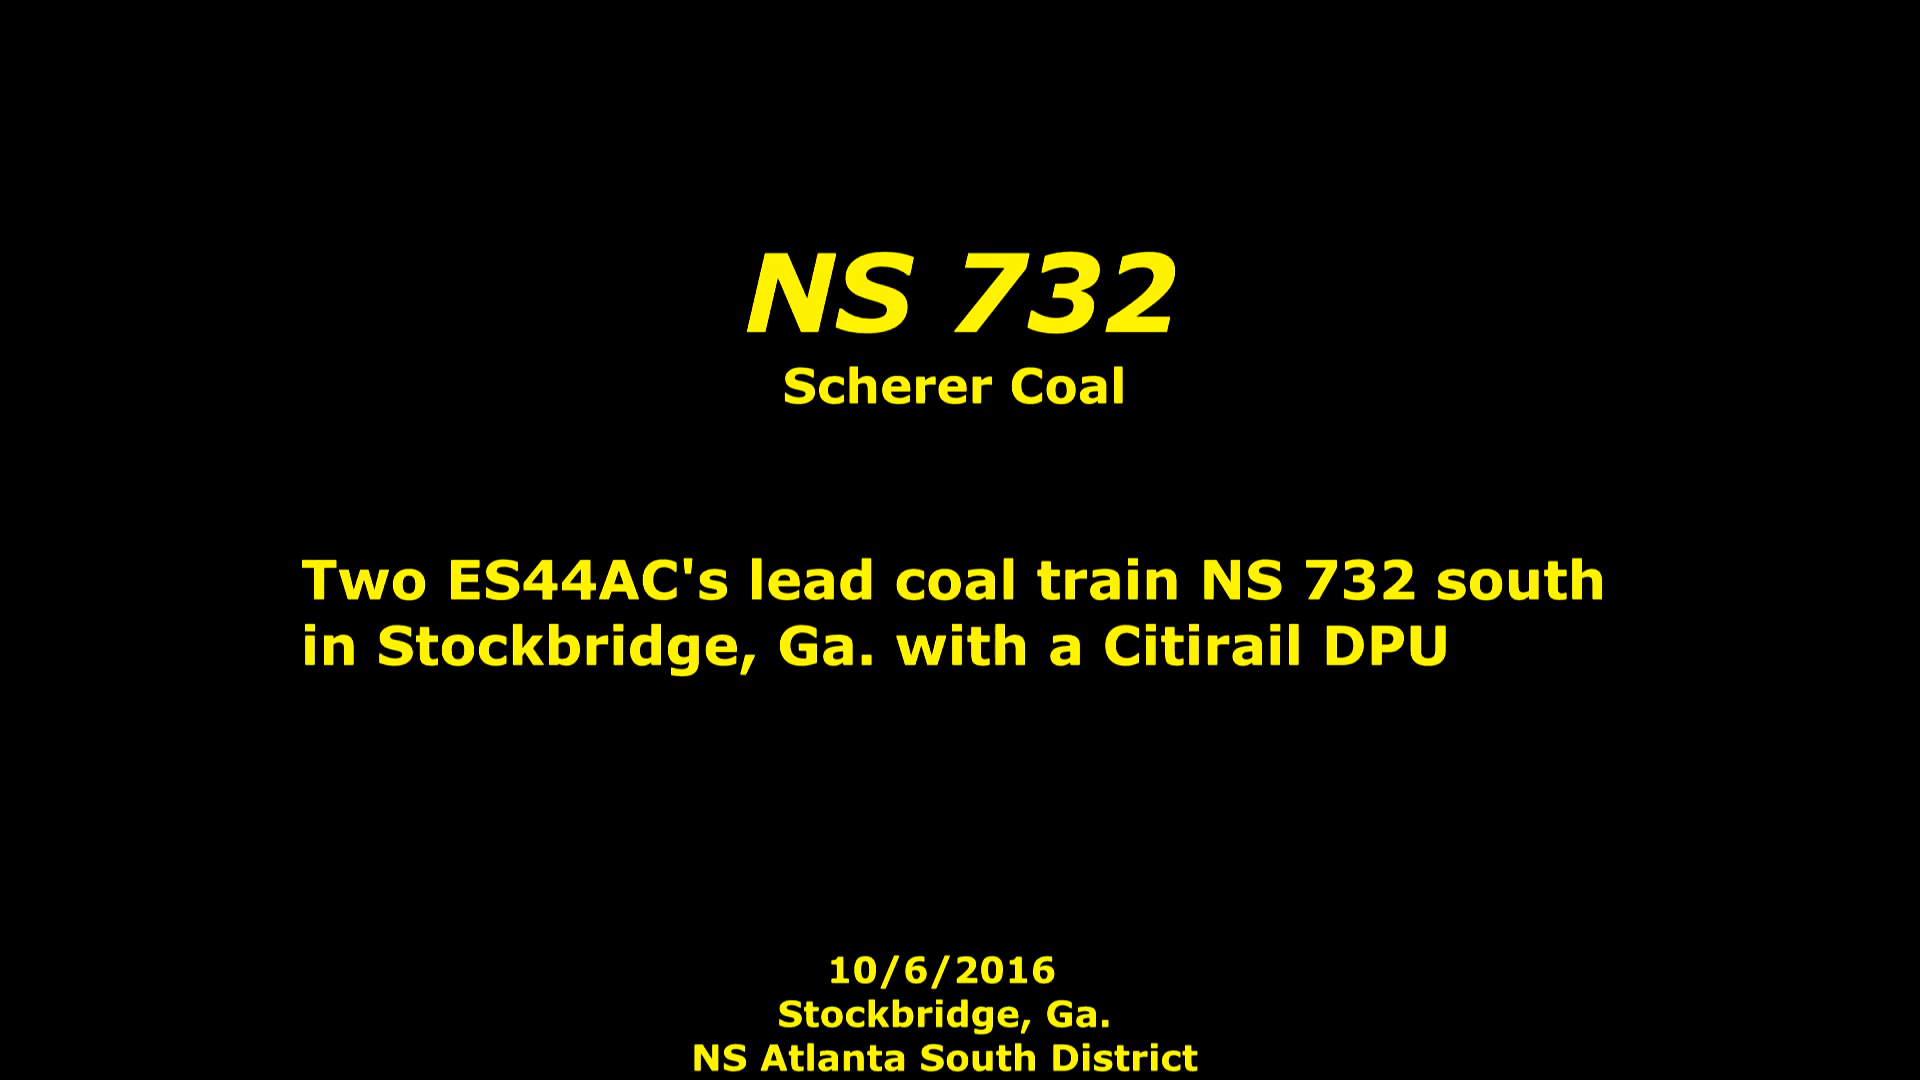 NS 732
Scherer Coal
Two ES44AC's lead coal train NS 732 south
in Stockbridge, Ga. with a Citirail DPU
10/6/2016
Stockbridge, Ga.
NS Atlanta South District